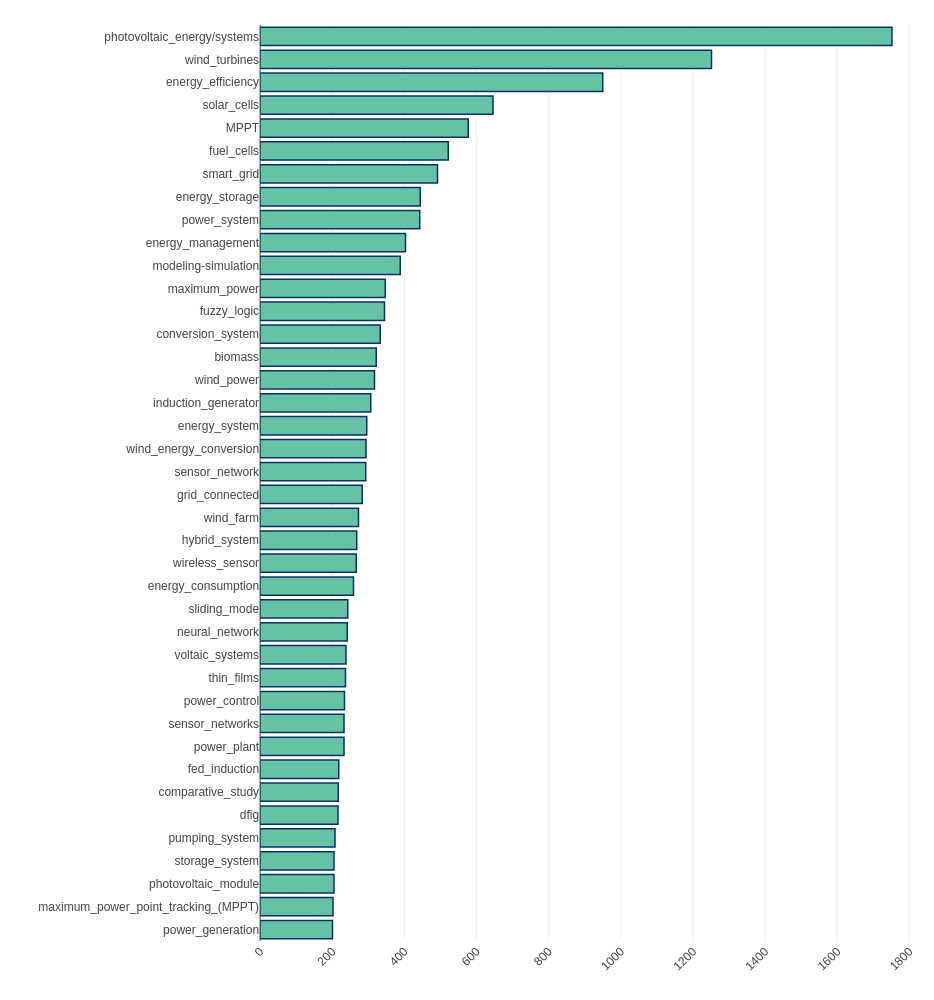 photovoltaic_energy/systems
wind_turbines
energy_efficiency
solar_cells
MPPT
fuel_cells
smart_grid
energy_storage
power_system
energy_management
modeling-simulation
maximum_power
fuzzy_logic
conversion_system
biomass
wind_power
induction_generator
energy_system
wind_energy_conversion
sensor_network
grid_connected
wind_farm
hybrid_system
wireless_sensor
energy_consumption
sliding_mode
neural_network
voltaic_systems
thin_films
power_control
sensor_networks
power_plant
fed_induction
comparative_study
dfig
pumping_system
storage_system
photovoltaic_module
maximum_power_point_tracking_(MPPT)
power_generation
0 200 400 600 800 1000 1200 1400 1600 1800